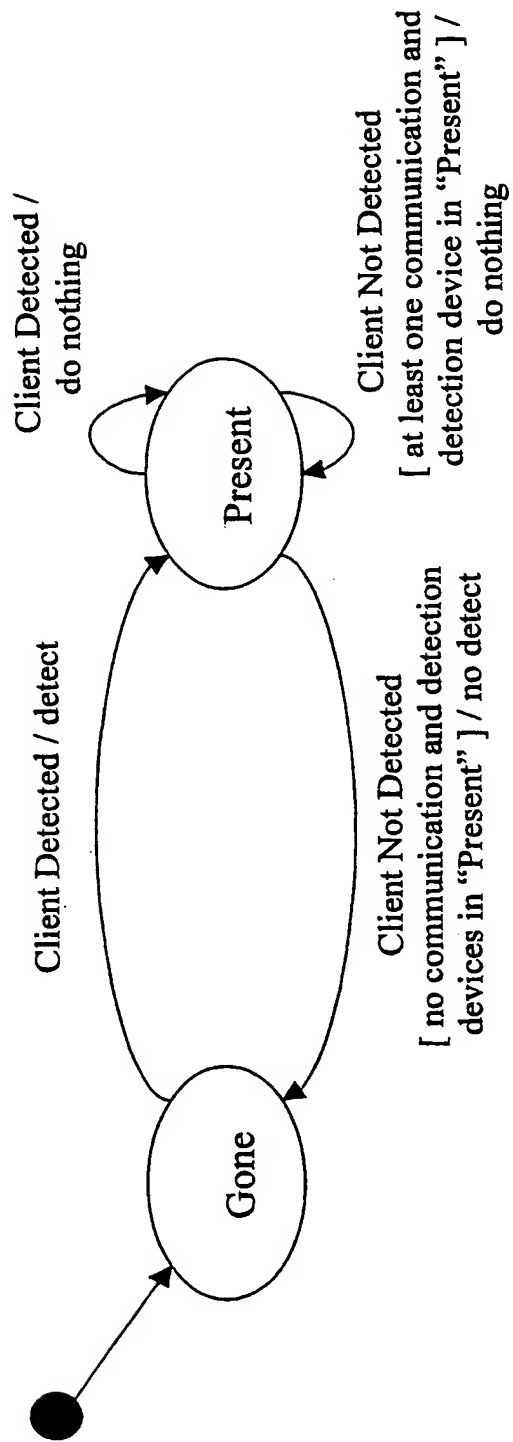 Client Detected /
do nothing
Client Detected / detect
Gone
Present
Client Not Detected
[ no communication and detection
devices in “Present” ] / no detect
Client Not Detected
[ at least one communication and
detection device in “Present” ] /
do nothing